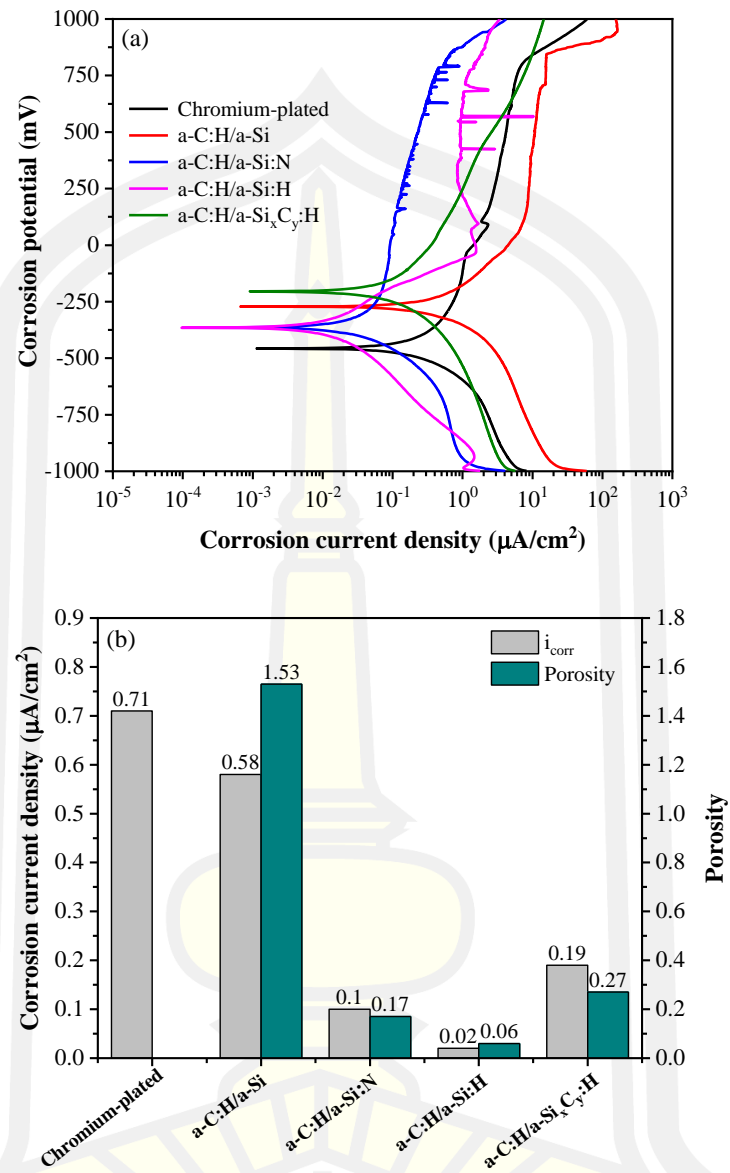 (a)
Corrosion potential (mV)
1000
750
500
250
0
-250
-500
-750
-1000
Chromium-plated
a-C:H/a-Si
a-C:H/a-Si:N
a-C:H/a-Si:H
a-C:H/a-SiₓCᵧ:H
10⁻⁵ 10⁻⁴ 10⁻³ 10⁻² 10⁻¹ 10⁰ 10¹ 10² 10³
Corrosion current density (μA/cm²)
(b)
Corrosion current density (μA/cm²)
0.9
0.8
0.7
0.6
0.5
0.4
0.3
0.2
0.1
0.0
i_corr
Porosity
0.71
0.58
1.53
0.1
0.17
0.02
0.06
0.19
0.27
1.8
1.6
1.4
1.2
1.0
0.8
0.6
0.4
0.2
0.0
Porosity
Chromium-plated
a-C:H/a-Si
a-C:H/a-Si:N
a-C:H/a-Si:H
a-C:H/a-SiₓCᵧ:H